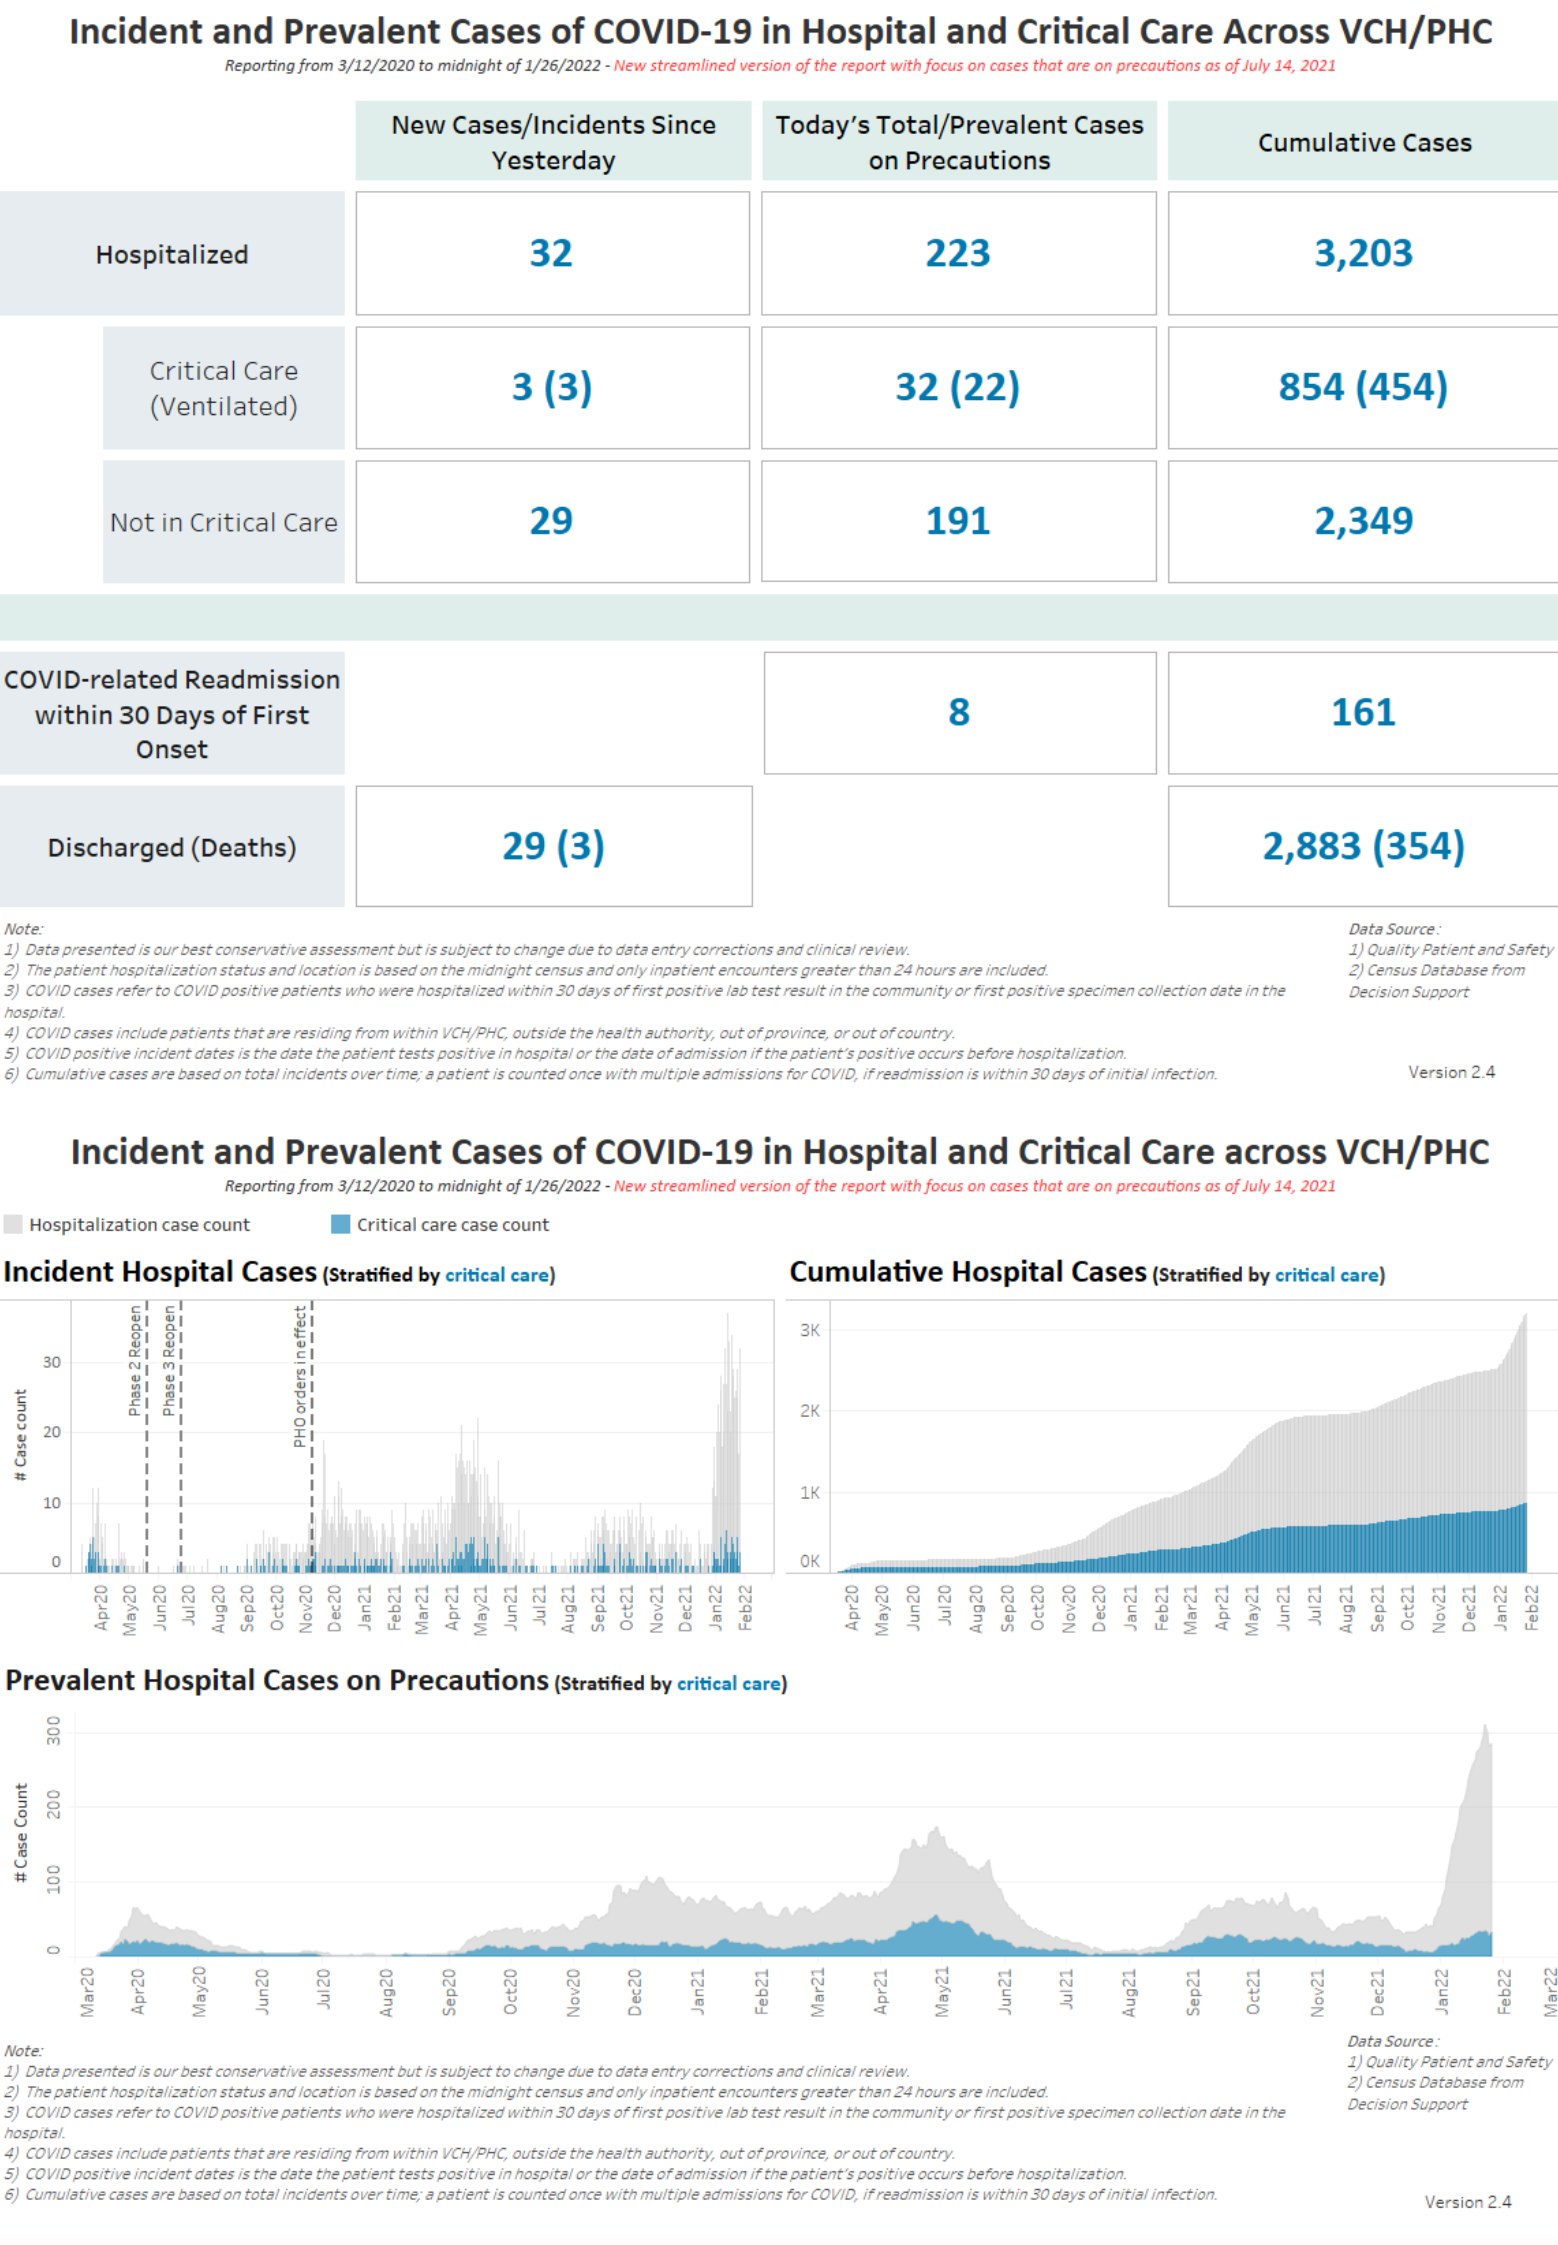 Incident and Prevalent Cases of COVID-19 in Hospital and Critical Care Across VCH/PHC
Reporting from 3/12/2020 to midnight of 1/26/2022 - New streamlined version of the report with focus on cases that are on precautions as of July 14, 2021
New Cases/Incidents Since
Yesterday
Today's Total/Prevalent Cases
on Precautions
Cumulative Cases
Hospitalized
32
223
3,203
Critical Care
(Ventilated)
3 (3)
32 (22)
854 (454)
Not in Critical Care
29
191
2,349
COVID-related Readmission
within 30 Days of First
Onset
8
161
Discharged (Deaths)
29 (3)
2,883 (354)
Note:
1) Data presented is our best conservative assessment but is subject to change due to data entry corrections and clinical review.
2) The patient hospitalization status and location is based on the midnight census and only inpatient encounters greater than 24 hours are included.
3) COVID cases refer to COVID positive patients who were hospitalized within 30 days of first positive lab test result in the community or first positive specimen collection date in the
hospital.
4) COVID cases include patients that are residing from within VCH/PHC, outside the health authority, out of province, or out of country.
5) COVID positive incident dates is the date the patient tests positive in hospital or the date of admission if the patient's positive occurs before hospitalization.
6) Cumulative cases are based on total incidents over time; a patient is counted once with multiple admissions for COVID, if readmission is within 30 days of initial infection.
Data Source:
1) Quality Patient and Safety
2) Census Database from
Decision Support
Version 2.4
Incident and Prevalent Cases of COVID-19 in Hospital and Critical Care across VCH/PHC
Reporting from 3/12/2020 to midnight of 1/26/2022 - New streamlined version of the report with focus on cases that are on precautions as of July 14, 2021
Hospitalization case count
Critical care case count
Incident Hospital Cases (Stratified by critical care)
# Case count
30
20
10
0
Phase 2 Reopen
Phase 3 Reopen
PHO orders in effect
Apr20
May20
Jun20
Jul20
Aug20
Sep20
Oct20
Nov20
Dec20
Jan21
Feb21
Mar21
Apr21
May21
Jun21
Jul21
Aug21
Sep21
Oct21
Nov21
Dec21
Jan22
Feb22
Cumulative Hospital Cases (Stratified by critical care)
3K
2K
1K
0K
Apr20
May20
Jun20
Jul20
Aug20
Sep20
Oct20
Nov20
Dec20
Jan21
Feb21
Mar21
Apr21
May21
Jun21
Jul21
Aug21
Sep21
Oct21
Nov21
Dec21
Jan22
Feb22
Prevalent Hospital Cases on Precautions (Stratified by critical care)
# Case Count
300
200
100
0
Mar20
Apr20
May20
Jun20
Jul20
Aug20
Sep20
Oct20
Nov20
Dec20
Jan21
Feb21
Mar21
Apr21
May21
Jun21
Jul21
Aug21
Sep21
Oct21
Nov21
Dec21
Jan22
Feb22
Mar22
Note:
1) Data presented is our best conservative assessment but is subject to change due to data entry corrections and clinical review.
2) The patient hospitalization status and location is based on the midnight census and only inpatient encounters greater than 24 hours are included.
3) COVID cases refer to COVID positive patients who were hospitalized within 30 days of first positive lab test result in the community or first positive specimen collection date in the
hospital.
4) COVID cases include patients that are residing from within VCH/PHC, outside the health authority, out of province, or out of country.
5) COVID positive incident dates is the date the patient tests positive in hospital or the date of admission if the patient's positive occurs before hospitalization.
6) Cumulative cases are based on total incidents over time; a patient is counted once with multiple admissions for COVID, if readmission is within 30 days of initial infection.
Data Source:
1) Quality Patient and Safety
2) Census Database from
Decision Support
Version 2.4